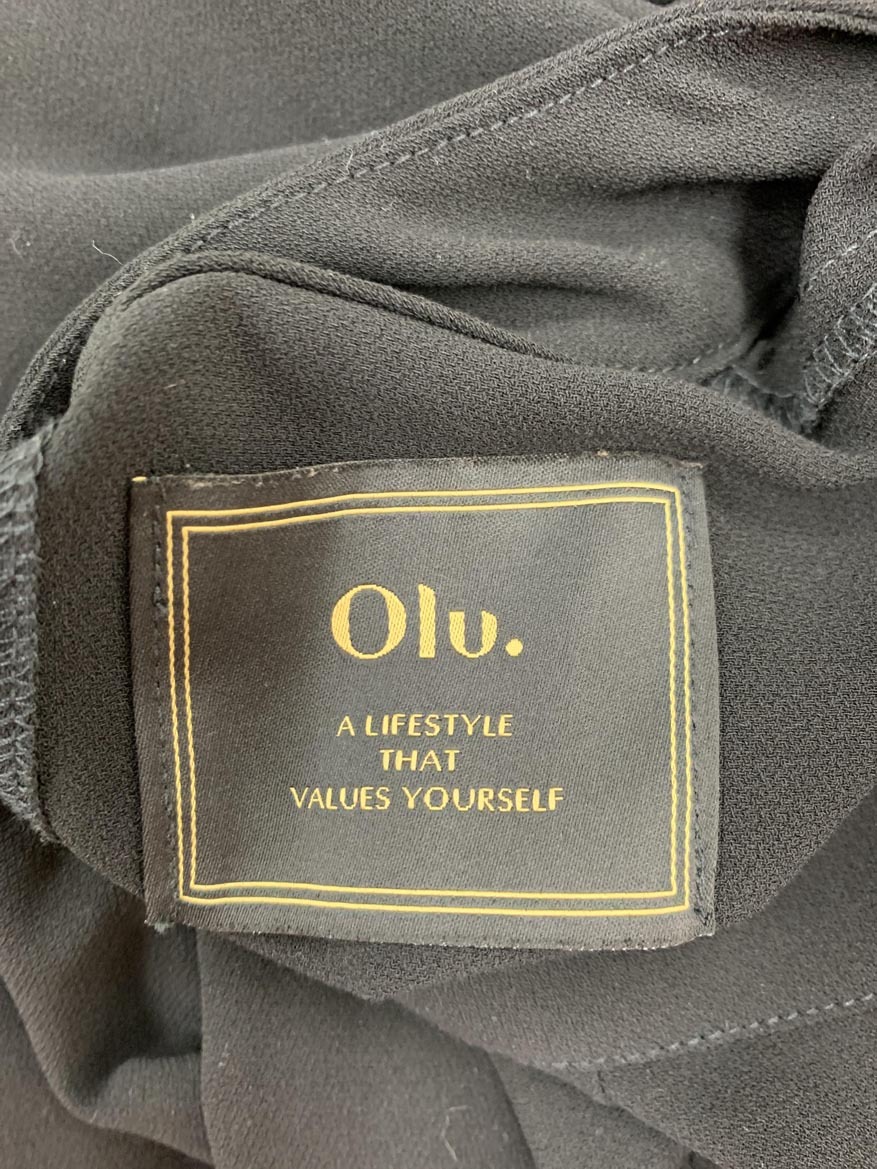 Olu.
A LIFESTYLE
THAT
VALUES YOURSELF